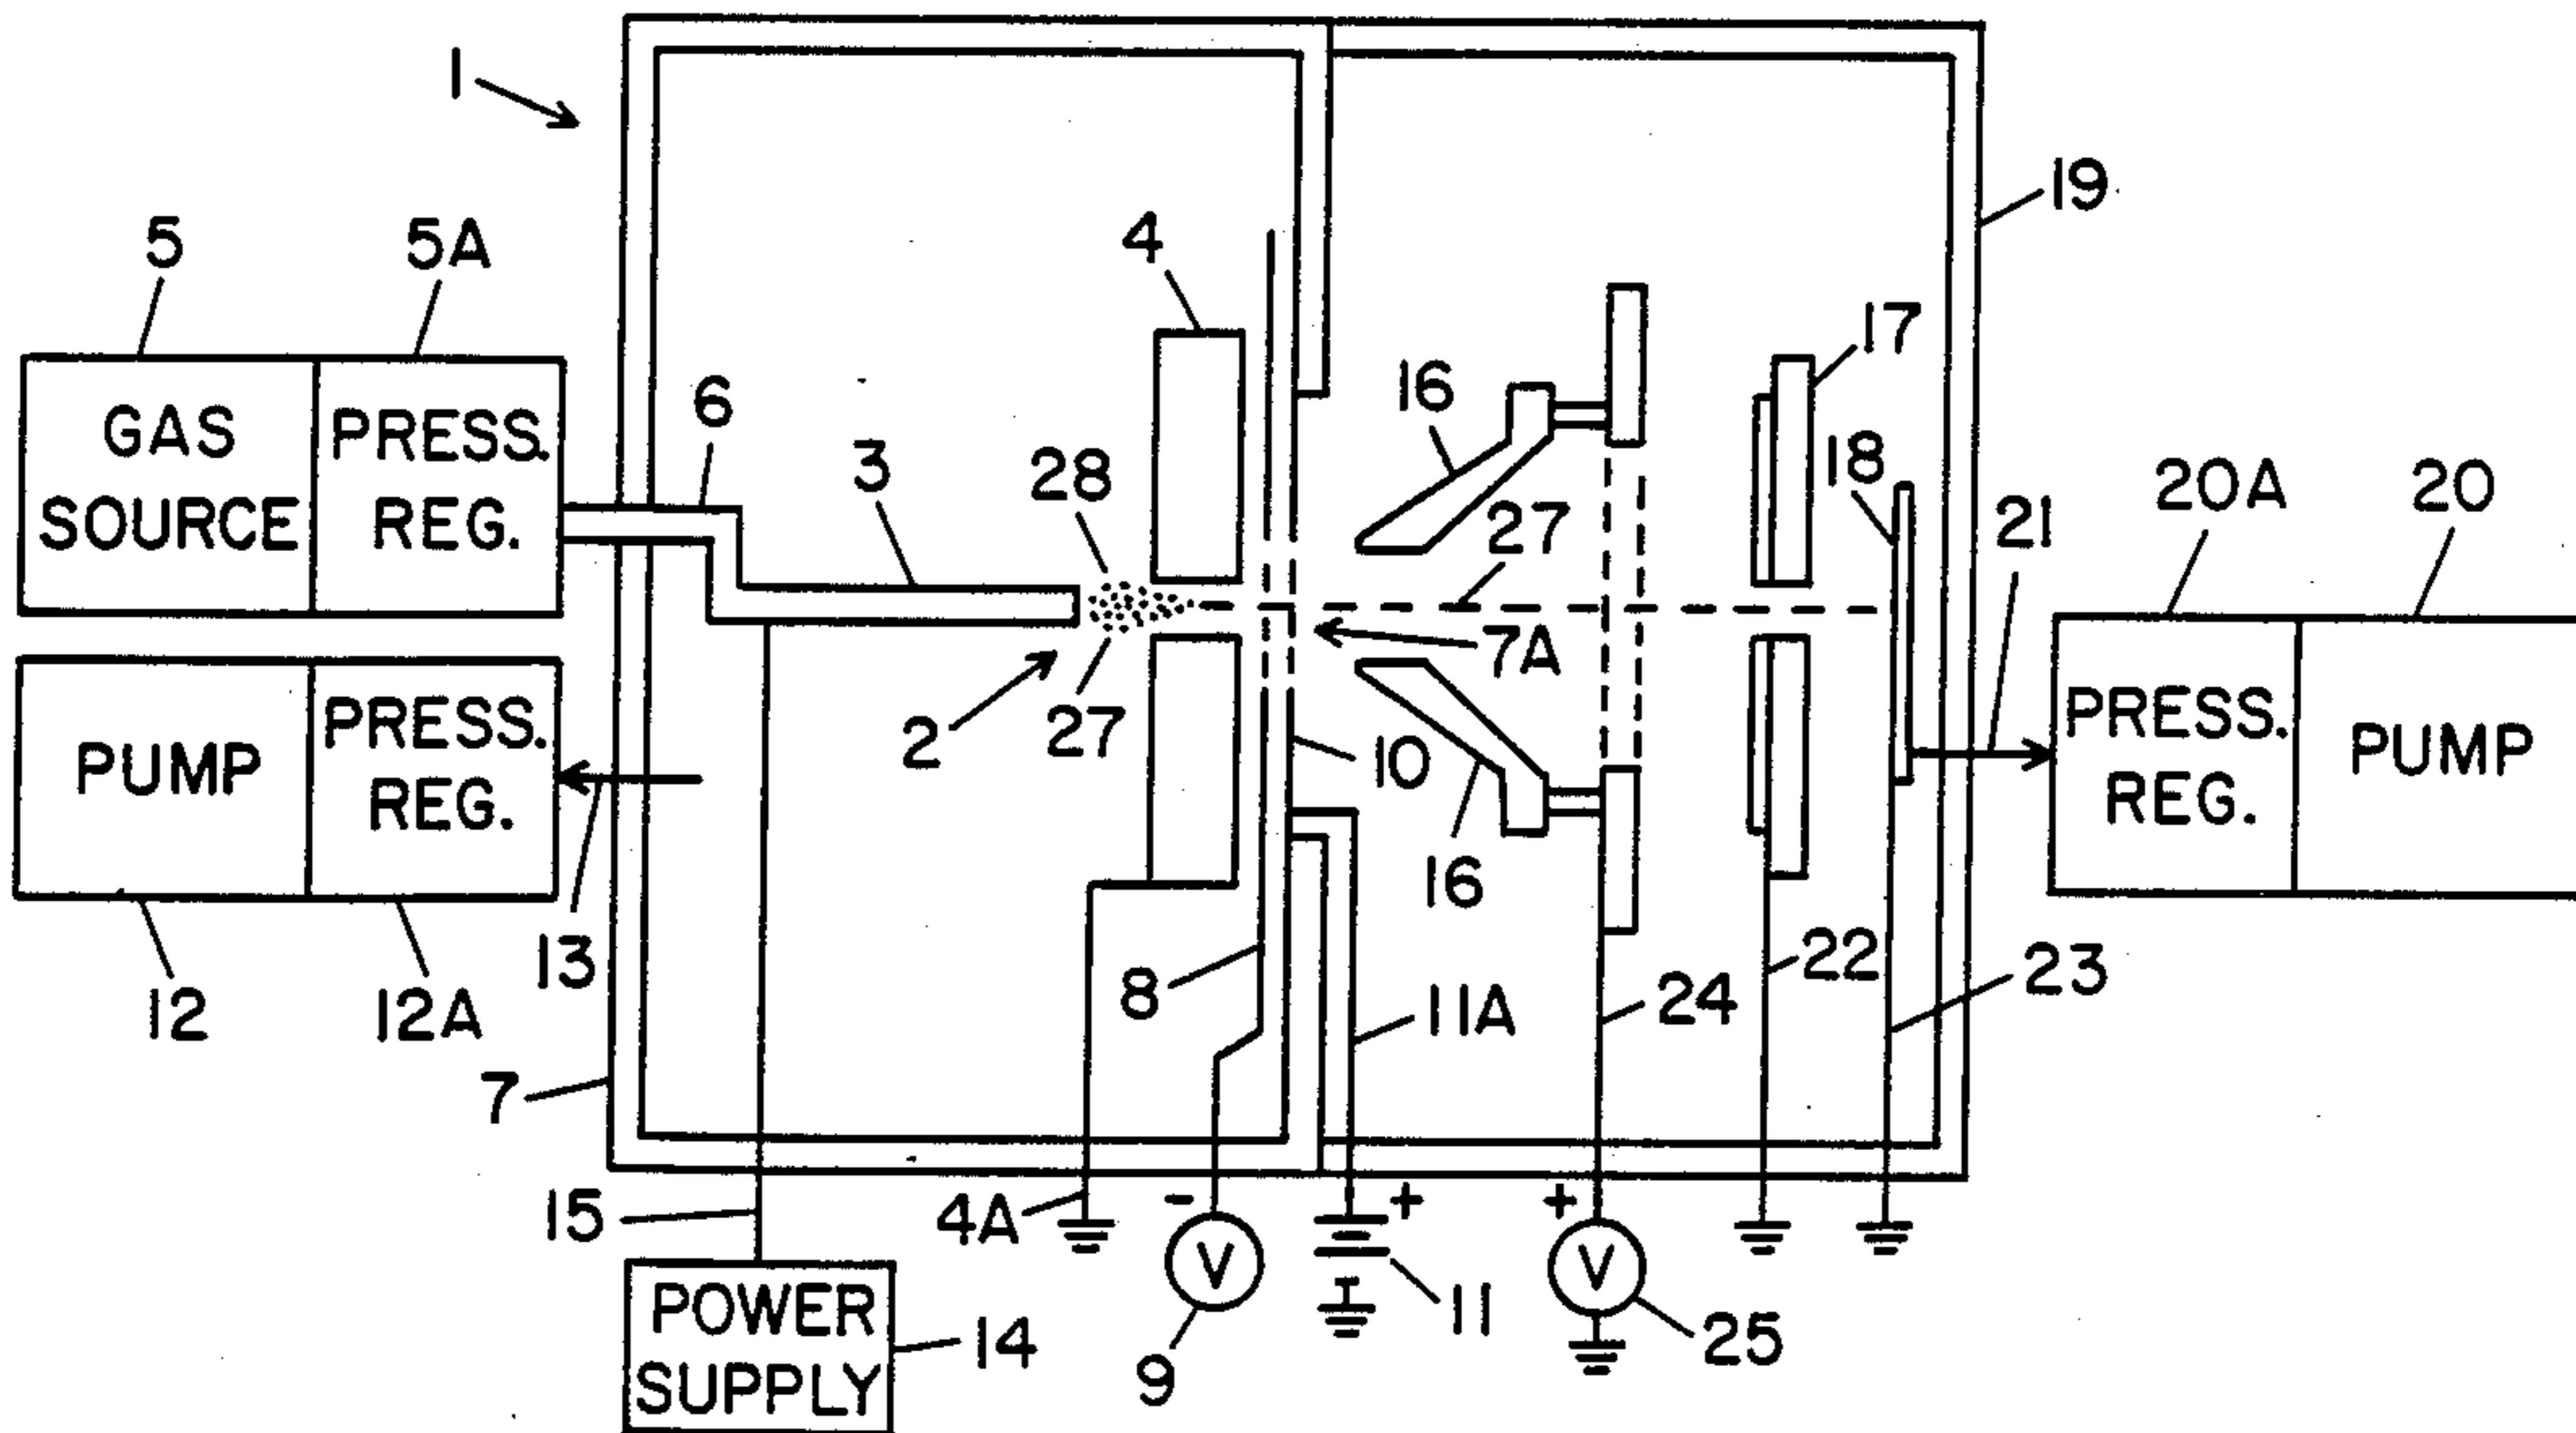 1
19
5
5A
4
17
GAS
SOURCE
PRESS.
REG.
6
3
28
16
27
18
20A
20
21
7A
2
27
10
16
PUMP
PRESS.
REG.
PRESS.
REG.
PUMP
13
12
12A
8
11A
24
22
23
7
15
4A
-
+
+
V
V
9
11
25
POWER
SUPPLY
14